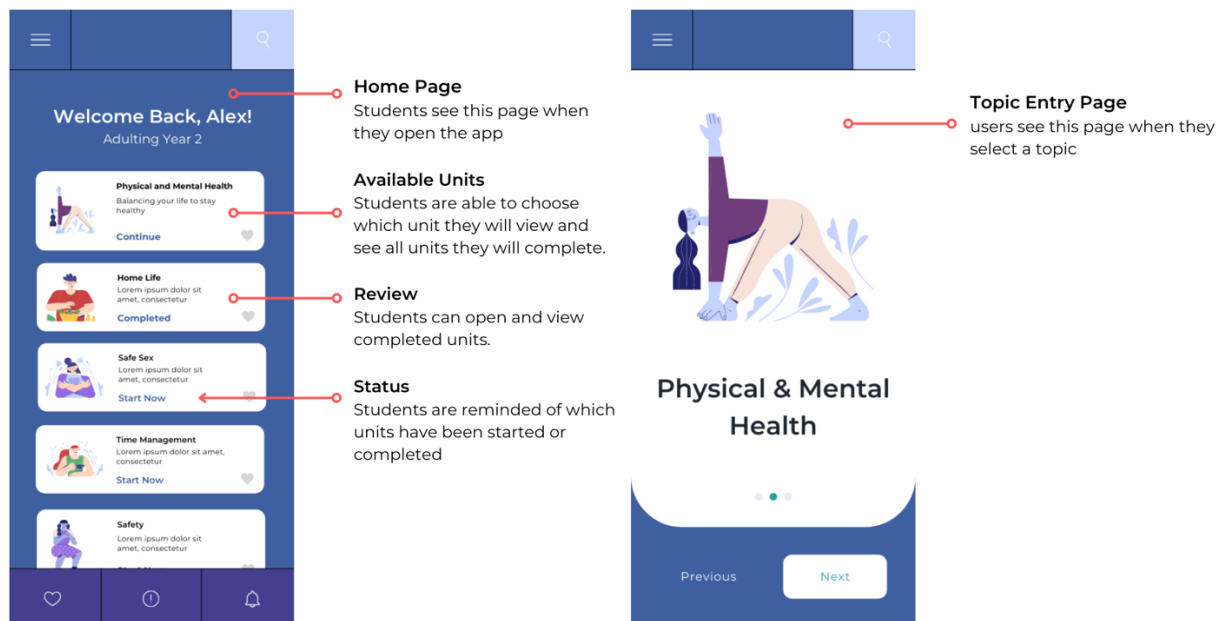 Welcome Back, Alex!
Adulting Year 2
Physical and Mental Health
Balancing your life to stay
healthy
Continue
Home Life
Lorem ipsum dolor sit
amet, consectetur
Completed
Safe Sex
Lorem ipsum dolor sit
amet, consectetur
Start Now
Time Management
Lorem ipsum dolor sit amet,
consectetur
Start Now
Safety
Lorem ipsum dolor sit
amet, consectetur
Home Page
Students see this page when
they open the app
Available Units
Students are able to choose
which unit they will view and
see all units they will complete.
Review
Students can open and view
completed units.
Status
Students are reminded of which
units have been started or
completed
Physical & Mental
Health
Previous
Next
Topic Entry Page
users see this page when they
select a topic